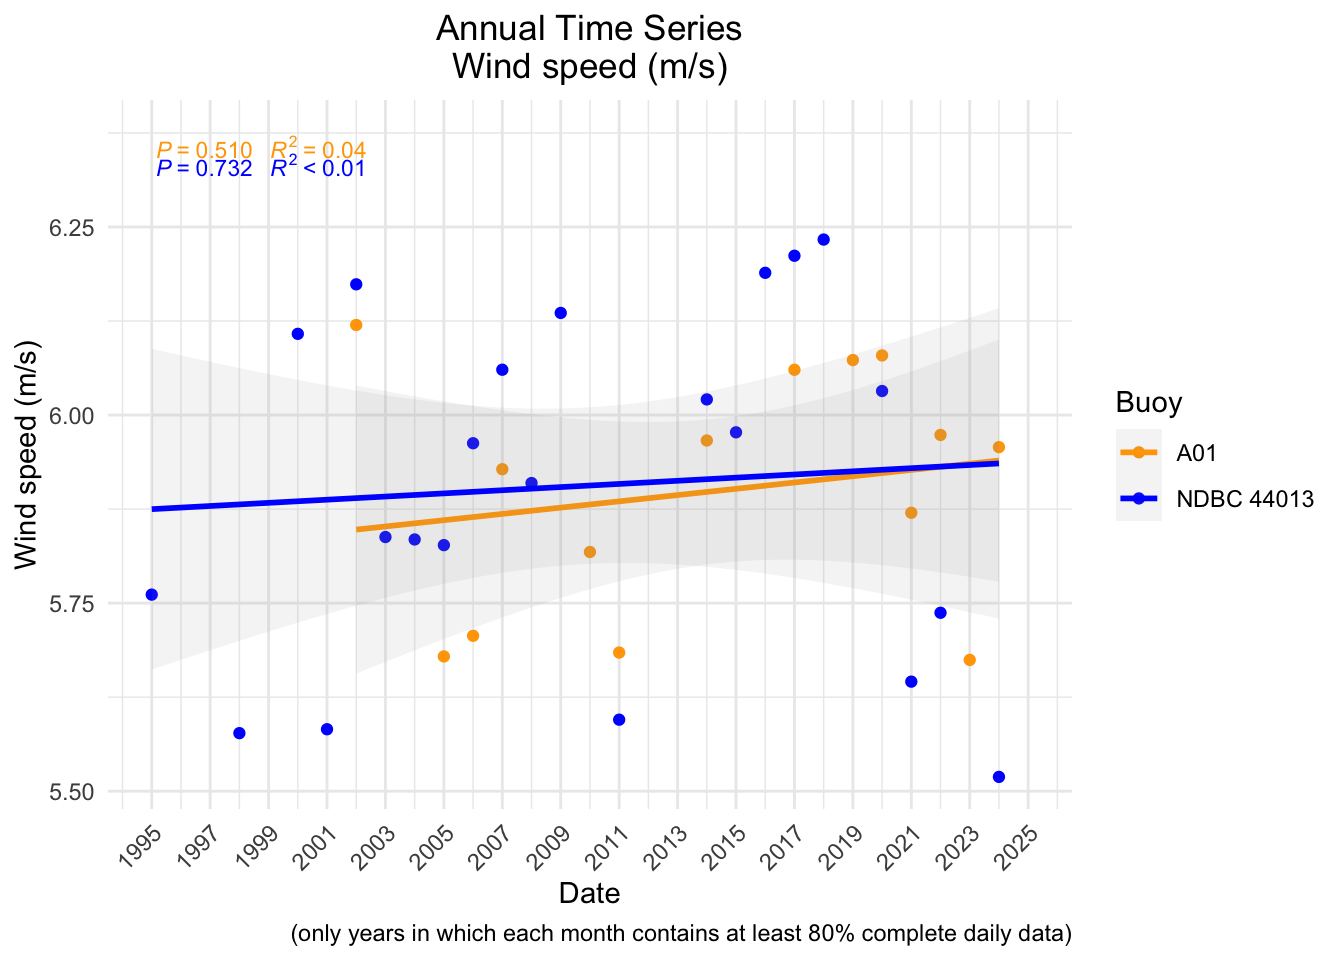 Annual Time Series
Wind speed (m/s)
P = 0.510 R² = 0.04
P = 0.732 R² < 0.01
Wind speed (m/s)
6.25
6.00
5.75
5.50
1995 1997 1999 2001 2003 2005 2007 2009 2011 2013 2015 2017 2019 2021 2023 2025
Date
(only years in which each month contains at least 80% complete daily data)
Buoy
A01
NDBC 44013